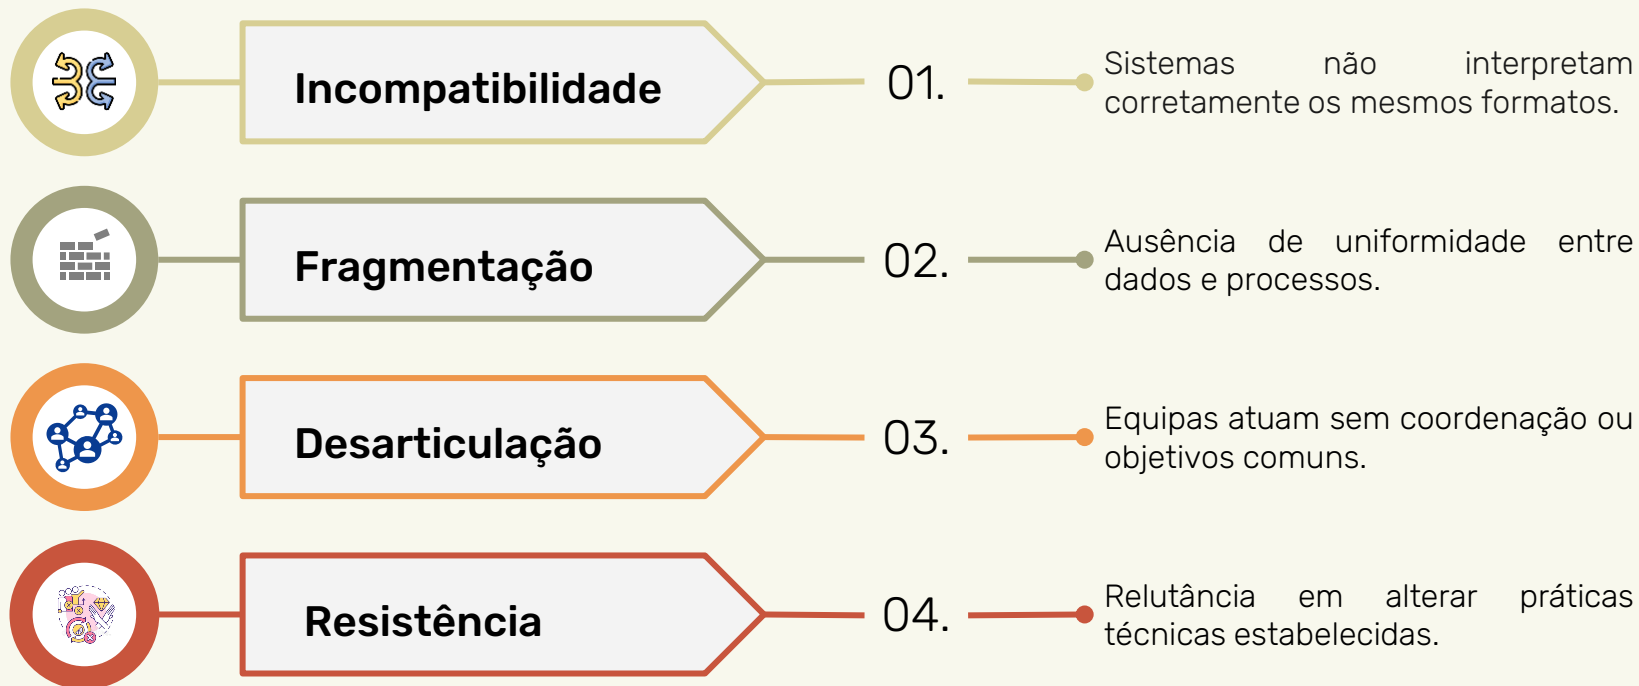 Incompatibilidade
01.
Sistemas não interpretam
corretamente os mesmos formatos.
Fragmentação
02.
Ausência de uniformidade entre
dados e processos.
Desarticulação
03.
Equipas atuam sem coordenação ou
objetivos comuns.
Resistência
04.
Relutância em alterar práticas
técnicas estabelecidas.